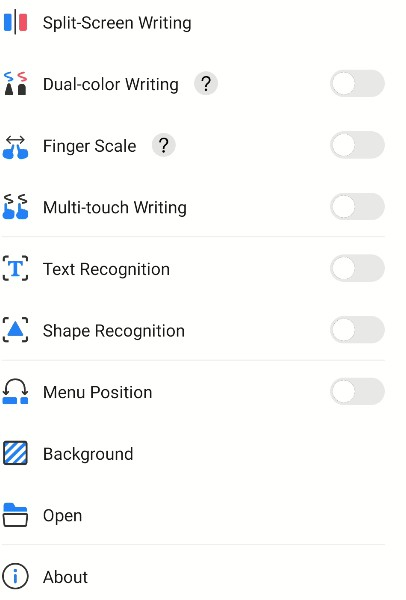 Split-Screen Writing
Dual-color Writing ?
Finger Scale ?
Multi-touch Writing
Text Recognition
Shape Recognition
Menu Position
Background
Open
About